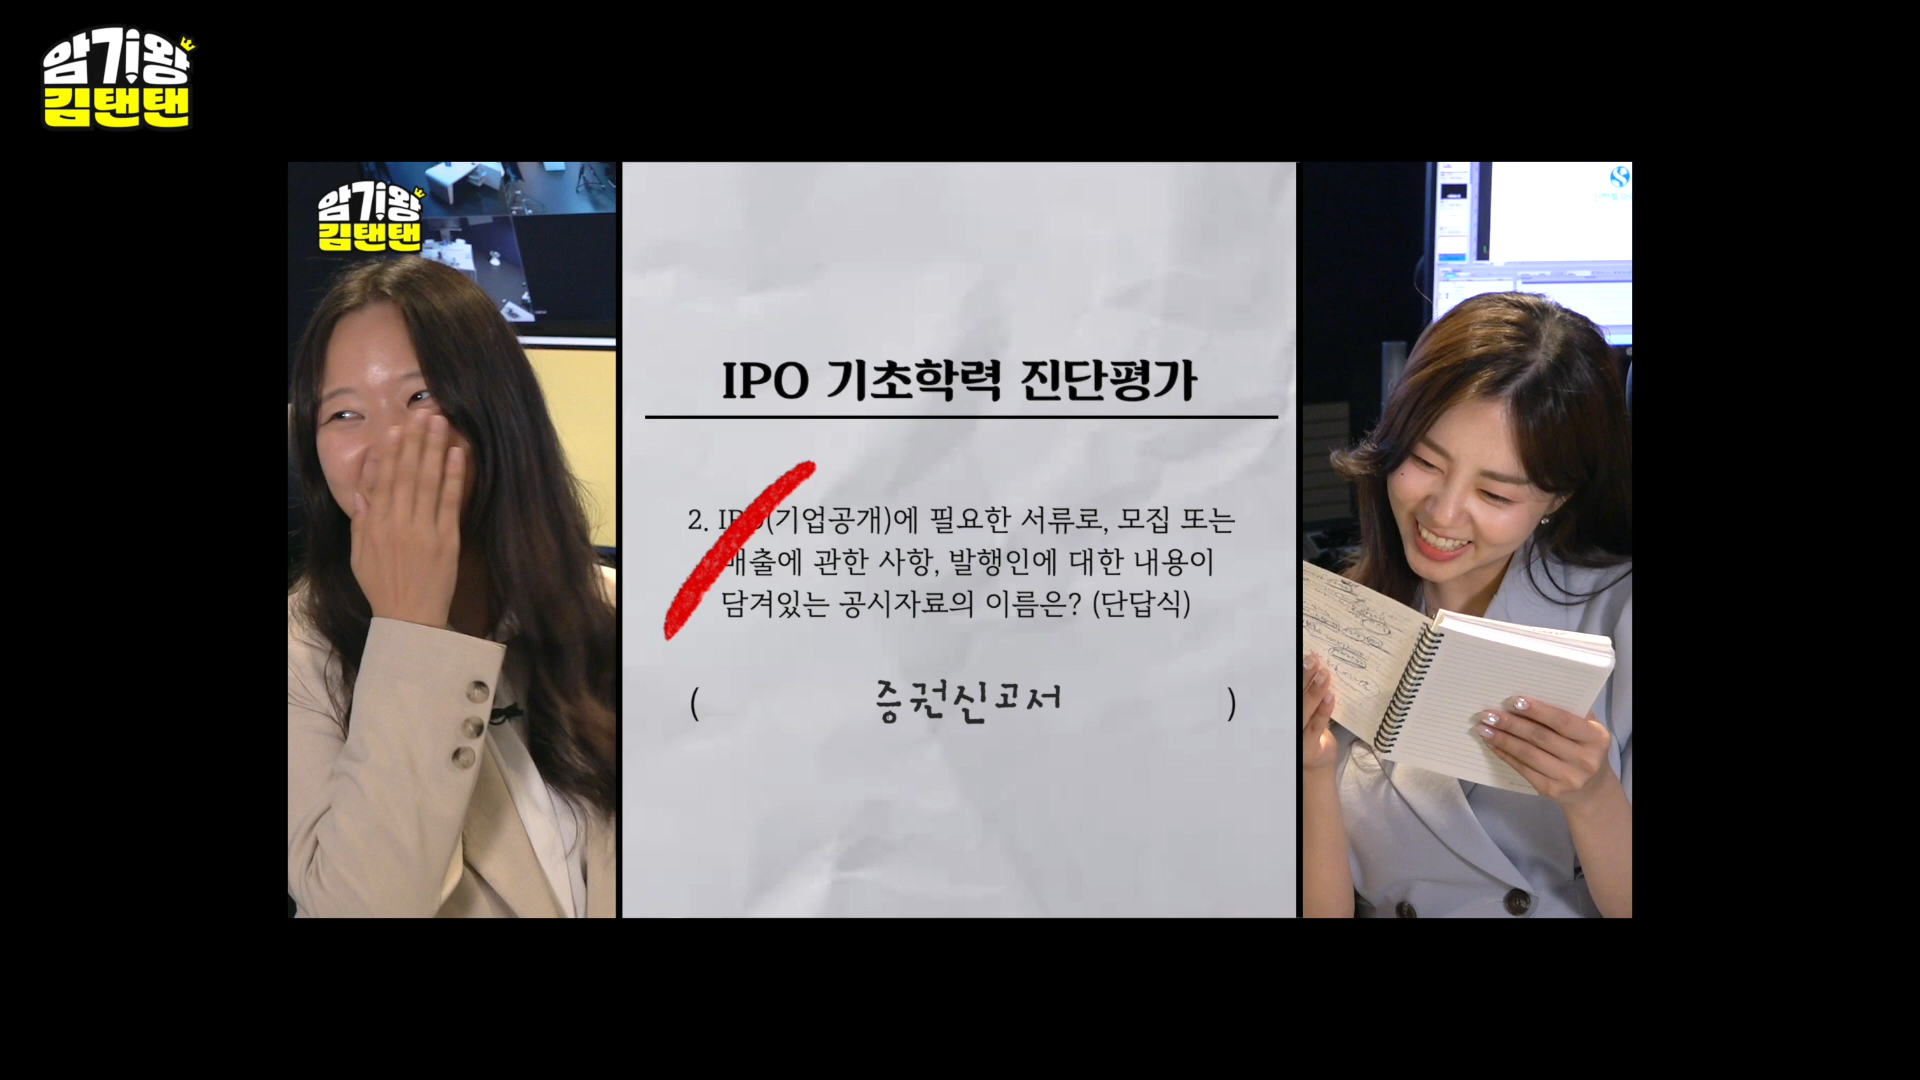 암기왕
김탠탠
암기왕
김탠탠
IPO 기초학력 진단평가
2. IPO(기업공개)에 필요한 서류로, 모집 또는
매출에 관한 사항, 발행인에 대한 내용이
담겨있는 공시자료의 이름은? (단답식)
( 증권신고서 )